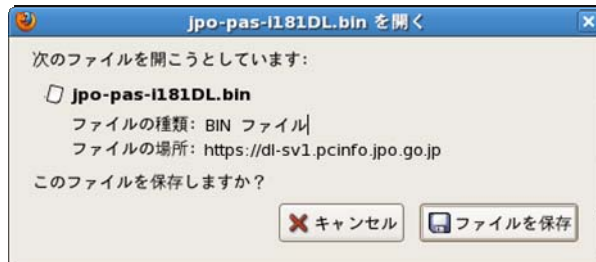 jpo-pas-i181DL.bin を開く
次のファイルを開こうとしています:
jpo-pas-i181DL.bin
ファイルの種類: BIN ファイル
ファイルの場所: https://dl-sv1.pcinfo.jpo.go.jp
このファイルを保存しますか？
キャンセル ファイルを保存